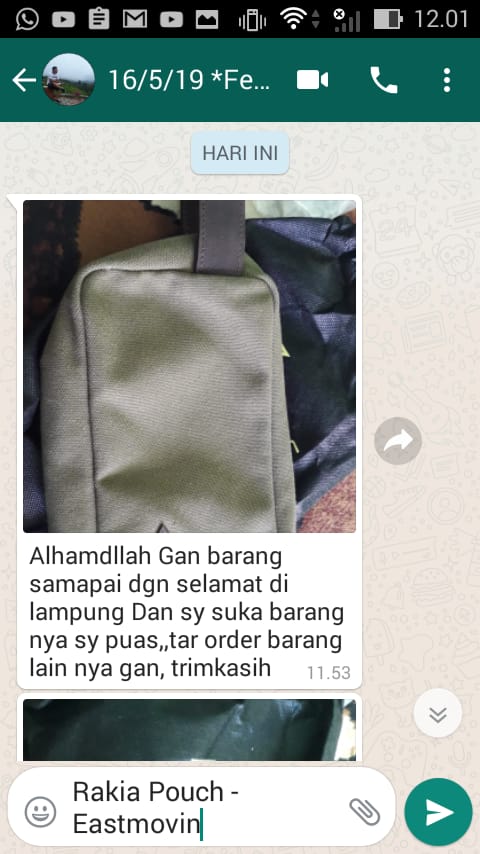 12.01
16/5/19 *Fe...
HARI INI
Alhamdllah Gan barang
samapai dgn selamat di
lampung Dan sy suka barang
nya sy puas,,tar order barang
lain nya gan, trimkasih
11.53
Rakia Pouch -
Eastmovin